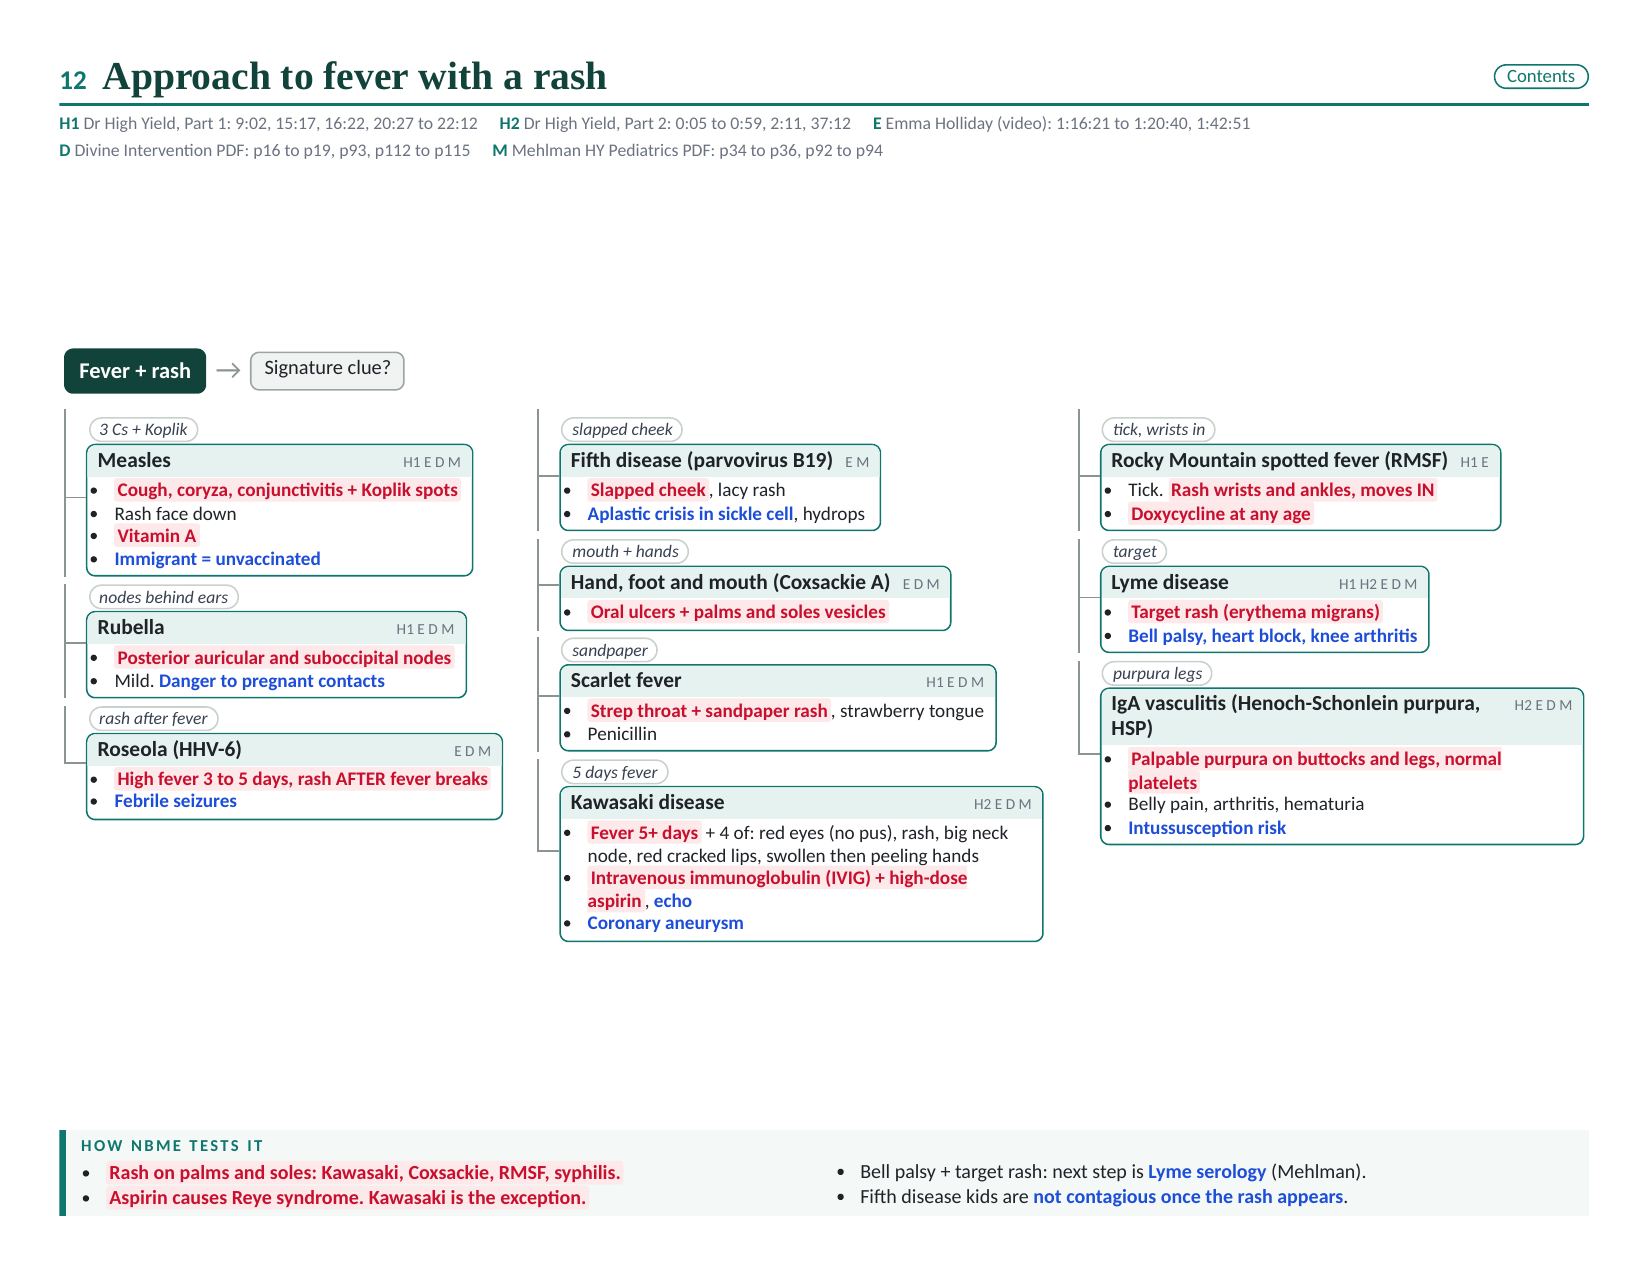 12 Approach to fever with a rash
Contents
H1 Dr High Yield, Part 1: 9:02, 15:17, 16:22, 20:27 to 22:12 H2 Dr High Yield, Part 2: 0:05 to 0:59, 2:11, 37:12 E Emma Holliday (video): 1:16:21 to 1:20:40, 1:42:51
D Divine Intervention PDF: p16 to p19, p93, p112 to p115 M Mehlman HY Pediatrics PDF: p34 to p36, p92 to p94
Fever + rash → Signature clue?
3 Cs + Koplik
Measles H1 E D M
• Cough, coryza, conjunctivitis + Koplik spots
• Rash face down
• Vitamin A
• Immigrant = unvaccinated
nodes behind ears
Rubella H1 E D M
• Posterior auricular and suboccipital nodes
• Mild. Danger to pregnant contacts
rash after fever
Roseola (HHV-6) E D M
• High fever 3 to 5 days, rash AFTER fever breaks
• Febrile seizures
slapped cheek
Fifth disease (parvovirus B19) E M
• Slapped cheek, lacy rash
• Aplastic crisis in sickle cell, hydrops
mouth + hands
Hand, foot and mouth (Coxsackie A) E D M
• Oral ulcers + palms and soles vesicles
sandpaper
Scarlet fever H1 E D M
• Strep throat + sandpaper rash, strawberry tongue
• Penicillin
5 days fever
Kawasaki disease H2 E D M
• Fever 5+ days + 4 of: red eyes (no pus), rash, big neck
node, red cracked lips, swollen then peeling hands
• Intravenous immunoglobulin (IVIG) + high-dose
aspirin, echo
• Coronary aneurysm
tick, wrists in
Rocky Mountain spotted fever (RMSF) H1 E
• Tick. Rash wrists and ankles, moves IN
• Doxycycline at any age
target
Lyme disease H1 H2 E D M
• Target rash (erythema migrans)
• Bell palsy, heart block, knee arthritis
purpura legs
IgA vasculitis (Henoch-Schonlein purpura, H2 E D M
HSP)
• Palpable purpura on buttocks and legs, normal
platelets
• Belly pain, arthritis, hematuria
• Intussusception risk
HOW NBME TESTS IT
• Rash on palms and soles: Kawasaki, Coxsackie, RMSF, syphilis.
• Aspirin causes Reye syndrome. Kawasaki is the exception.
• Bell palsy + target rash: next step is Lyme serology (Mehlman).
• Fifth disease kids are not contagious once the rash appears.